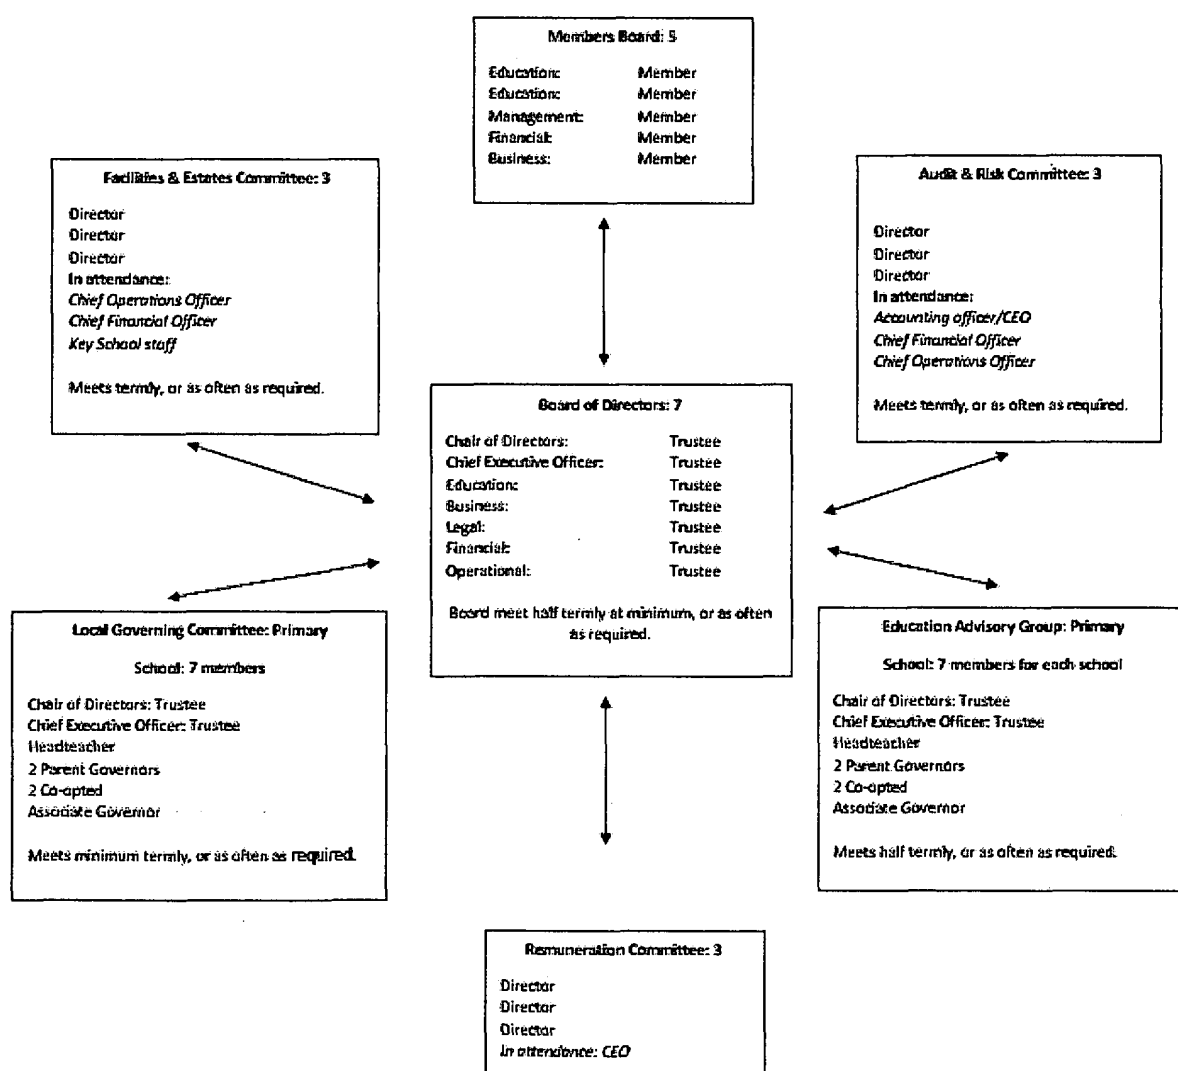 Members Board: 5
Education: Member
Education: Member
Management: Member
Financial: Member
Business: Member
Facilities & Estates Committee: 3
Director
Director
Director
In attendance:
Chief Operations Officer
Chief Financial Officer
Key School staff
Meets termly, or as often as required.
Audit & Risk Committee: 3
Director
Director
Director
In attendance:
Accounting officer/CEO
Chief Financial Officer
Chief Operations Officer
Meets termly, or as often as required.
Board of Directors: 7
Chair of Directors: Trustee
Chief Executive Officer: Trustee
Education: Trustee
Business: Trustee
Legal: Trustee
Financial: Trustee
Operational: Trustee
Board meet half termly at minimum, or as often
as required.
Local Governing Committee: Primary
School: 7 members
Chair of Directors: Trustee
Chief Executive Officer: Trustee
Headteacher
2 Parent Governors
2 Co-opted
Associate Governor
Meets minimum termly, or as often as required.
Education Advisory Group: Primary
School: 7 members for each school
Chair of Directors: Trustee
Chief Executive Officer: Trustee
Headteacher
2 Parent Governors
2 Co-opted
Associate Governor
Meets half termly, or as often as required.
Remuneration Committee: 3
Director
Director
Director
In attendance: CEO